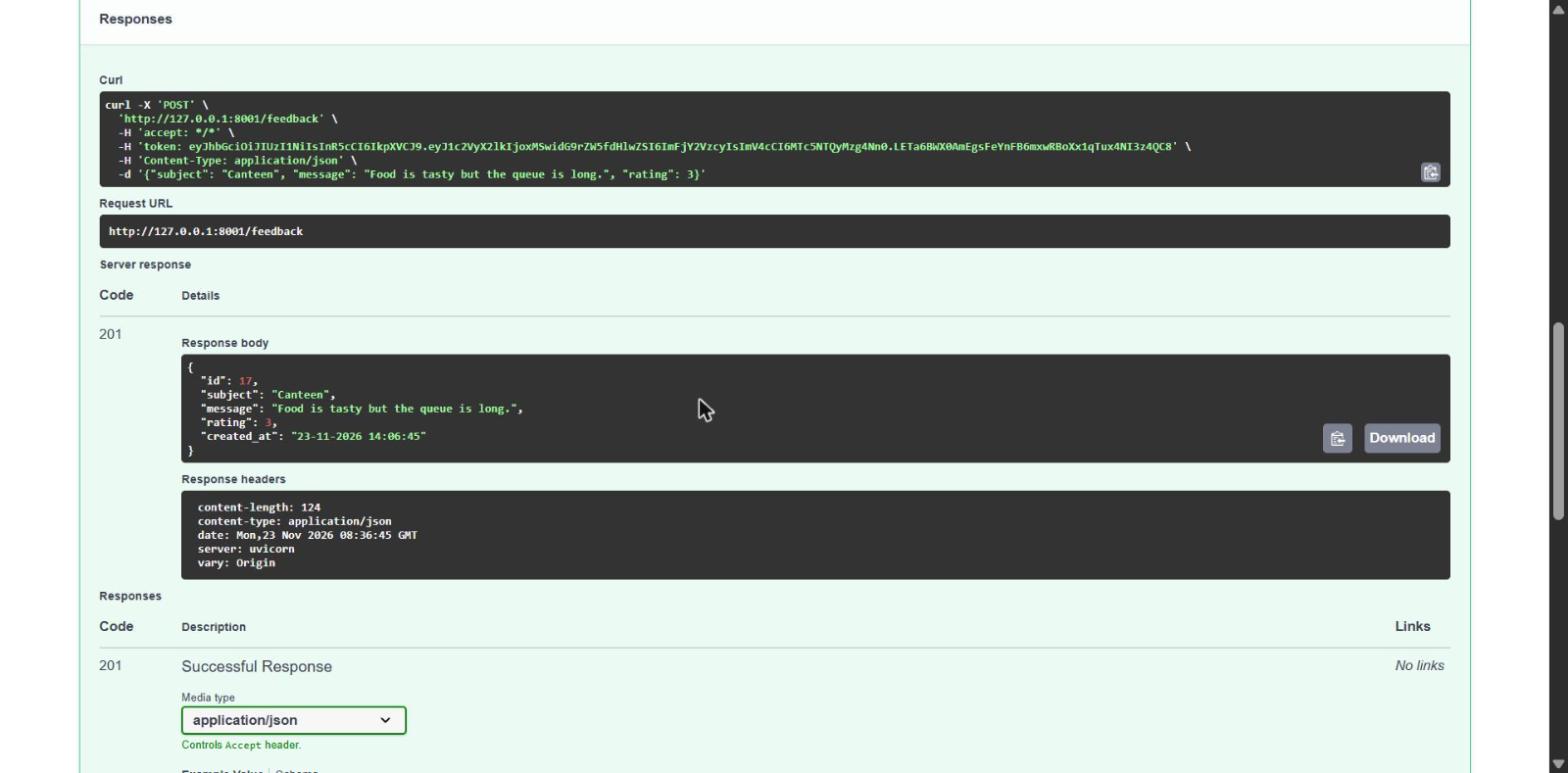 Responses
Curl
curl -X 'POST' \
  'http://127.0.0.1:8001/feedback' \
  -H 'accept: */*' \
  -H 'token: eyJhbGciOiJIUzI1NiIsInR5cCI6IkpXVCJ9.eyJ1c2VyX2lkIjoxMSwidG9rZW5fdHlwZSI6ImFjY2VzcyIsImV4cCI6MTc5NTQyMzg4Nn0.LETa6BWX0AmEgsFeYnFB6mxwRBoXx1qTux4NI3z4QC8' \
  -H 'Content-Type: application/json' \
  -d '{"subject": "Canteen", "message": "Food is tasty but the queue is long.", "rating": 3}'
Request URL
http://127.0.0.1:8001/feedback
Server response
Code Details
201
Response body
{
  "id": 17,
  "subject": "Canteen",
  "message": "Food is tasty but the queue is long.",
  "rating": 3,
  "created_at": "23-11-2026 14:06:45"
}
Download
Response headers
content-length: 124
content-type: application/json
date: Mon,23 Nov 2026 08:36:45 GMT
server: uvicorn
vary: Origin
Responses
Code Description Links
201 Successful Response No links
Media type
application/json
Controls Accept header.
Example Value Schema